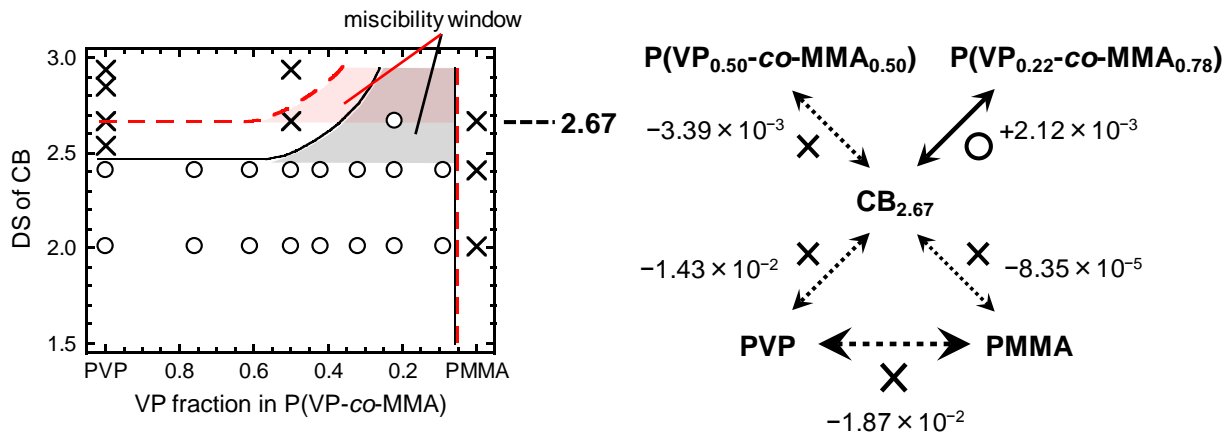 miscibility window
3.0
2.5
2.0
1.5
DS of CB
PVP 0.8 0.6 0.4 0.2 PMMA
VP fraction in P(VP-co-MMA)
2.67
P(VP0.50-co-MMA0.50) P(VP0.22-co-MMA0.78)
−3.39 × 10−3
+2.12 × 10−3
CB2.67
−1.43 × 10−2
−8.35 × 10−5
PVP PMMA
−1.87 × 10−2